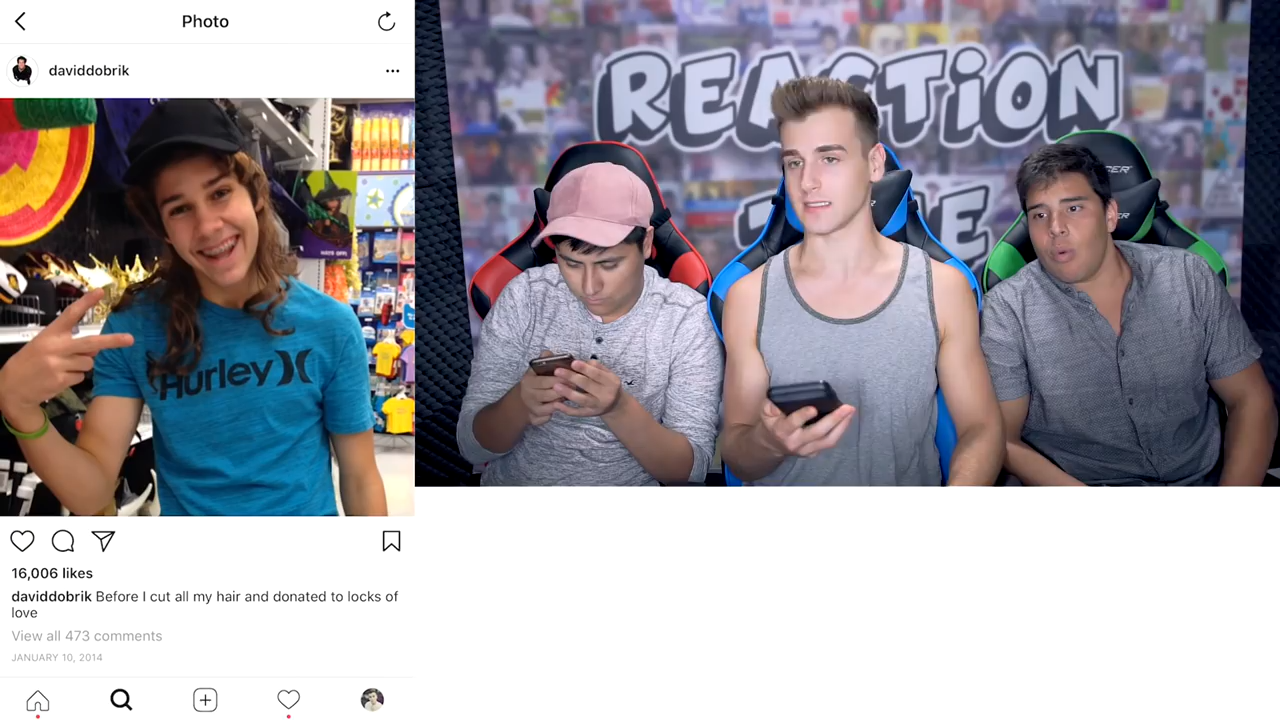 Photo
daviddobrik
Hurley
16,006 likes
daviddobrik Before I cut all my hair and donated to locks of
love
View all 473 comments
JANUARY 10, 2014
REACTION